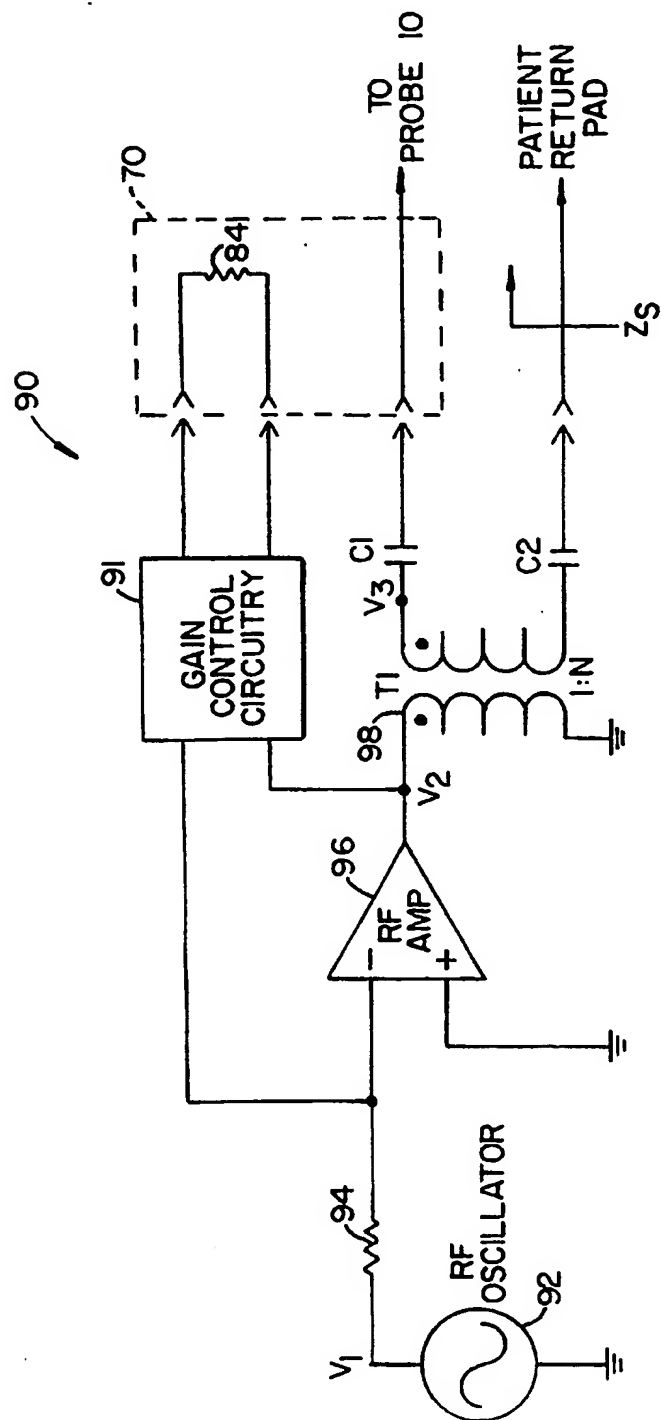 90
70
84
TO
PROBE 10
PATIENT
RETURN
PAD
ZS
91
GAIN
CONTROL
CIRCUITRY
C1
C2
V3
T1
1:N
98
V2
96
RF
AMP
−
+
94
V1
RF
OSCILLATOR
92